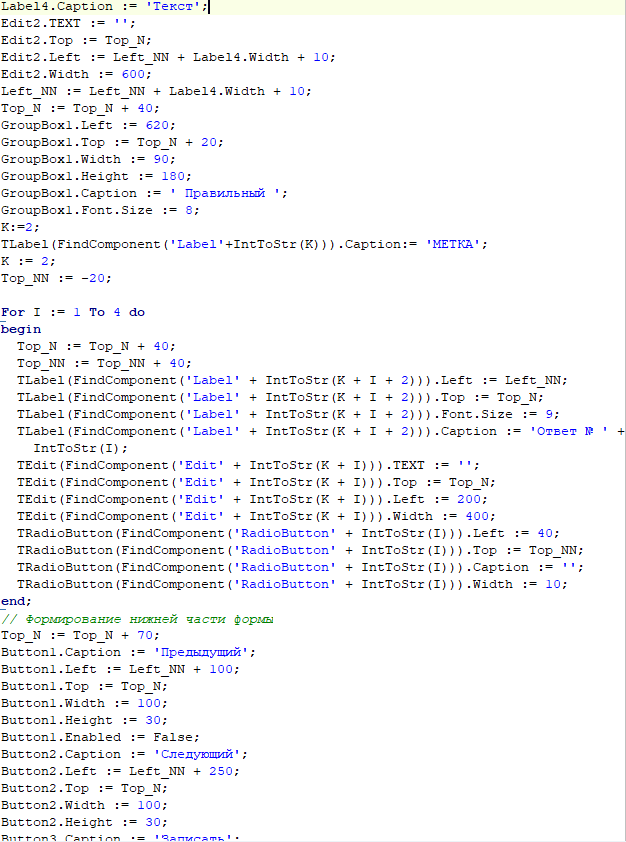 Label4.Caption := 'Текст';
Edit2.TEXT := '';
Edit2.Top := Top_N;
Edit2.Left := Left_NN + Label4.Width + 10;
Edit2.Width := 600;
Left_NN := Left_NN + Label4.Width + 10;
Top_N := Top_N + 40;
GroupBox1.Left := 620;
GroupBox1.Top := Top_N + 20;
GroupBox1.Width := 90;
GroupBox1.Height := 180;
GroupBox1.Caption := ' Правильный ';
GroupBox1.Font.Size := 8;
K:=2;
TLabel(FindComponent('Label'+IntToStr(K))).Caption:= 'МЕТКА';
K := 2;
Top_NN := -20;
For I := 1 To 4 do
begin
Top_N := Top_N + 40;
Top_NN := Top_NN + 40;
TLabel(FindComponent('Label' + IntToStr(K + I + 2))).Left := Left_NN;
TLabel(FindComponent('Label' + IntToStr(K + I + 2))).Top := Top_N;
TLabel(FindComponent('Label' + IntToStr(K + I + 2))).Font.Size := 9;
TLabel(FindComponent('Label' + IntToStr(K + I + 2))).Caption := 'Ответ № ' +
IntToStr(I);
TEdit(FindComponent('Edit' + IntToStr(K + I))).TEXT := '';
TEdit(FindComponent('Edit' + IntToStr(K + I))).Top := Top_N;
TEdit(FindComponent('Edit' + IntToStr(K + I))).Left := 200;
TEdit(FindComponent('Edit' + IntToStr(K + I))).Width := 400;
TRadioButton(FindComponent('RadioButton' + IntToStr(I))).Left := 40;
TRadioButton(FindComponent('RadioButton' + IntToStr(I))).Top := Top_NN;
TRadioButton(FindComponent('RadioButton' + IntToStr(I))).Caption := '';
TRadioButton(FindComponent('RadioButton' + IntToStr(I))).Width := 10;
end;
// Формирование нижней части формы
Top_N := Top_N + 70;
Button1.Caption := 'Предыдущий';
Button1.Left := Left_NN + 100;
Button1.Top := Top_N;
Button1.Width := 100;
Button1.Height := 30;
Button1.Enabled := False;
Button2.Caption := 'Следующий';
Button2.Left := Left_NN + 250;
Button2.Top := Top_N;
Button2.Width := 100;
Button2.Height := 30;
Button3.Caption := 'Записать';